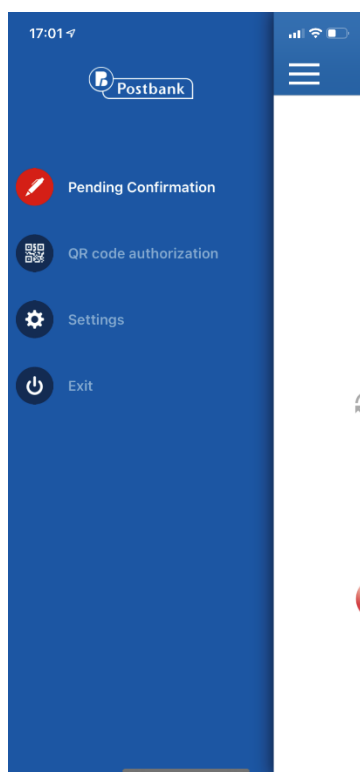 17:01
Postbank
Pending Confirmation
QR code authorization
Settings
Exit